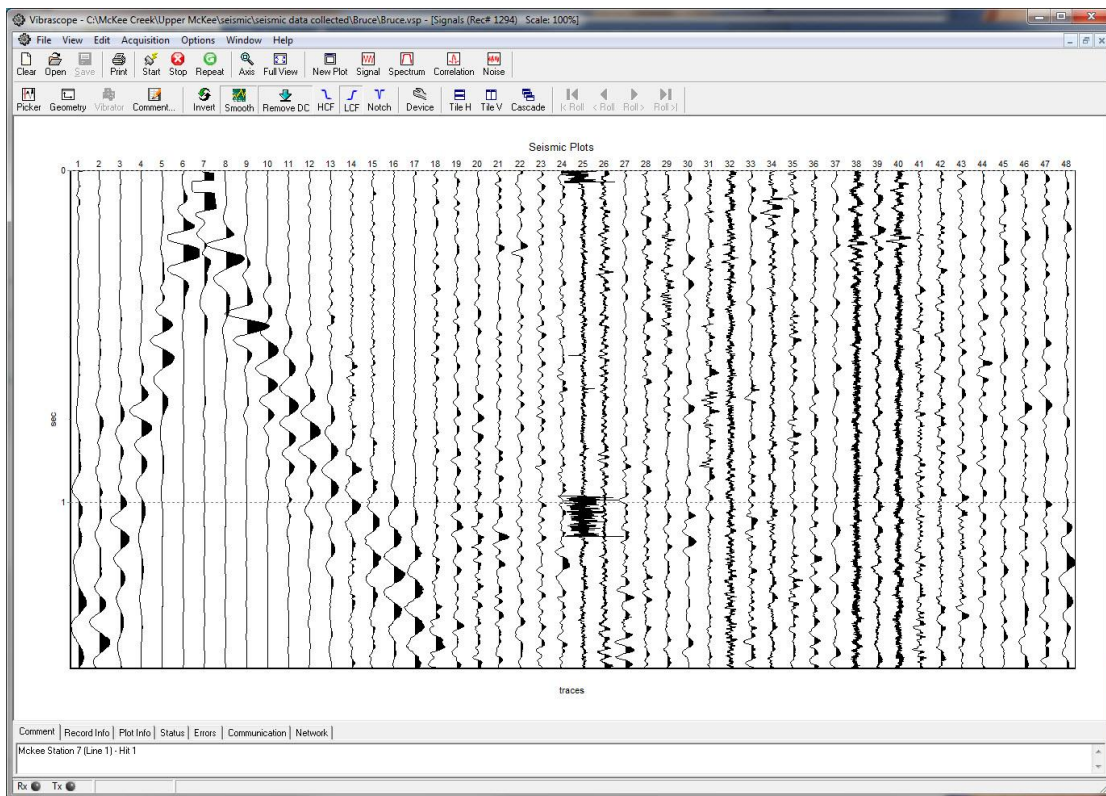 Vibrascope - C:\McKee Creek\Upper McKee\seismic\seismic data collected\Bruce\Bruce.vsp - [Signals (Rec# 1294) Scale: 100%]
File View Edit Acquisition Options Window Help
Clear Open Save Print Start Stop Repeat Axis Full View New Plot Signal Spectrum Correlation Noise
Picker Geometry Vibrator Comment... Invert Smooth Remove DC HCF LCF Notch Device Tile H Tile V Cascade |< Roll < Roll Roll > Roll >|
Seismic Plots
1 2 3 4 5 6 7 8 9 10 11 12 13 14 15 16 17 18 19 20 21 22 23 24 25 26 27 28 29 30 31 32 33 34 35 36 37 38 39 40 41 42 43 44 45 46 47 48
0
sec
1
traces
Comment Record Info Plot Info Status Errors Communication Network
Mckee Station 7 (Line 1) - Hit 1
Rx Tx